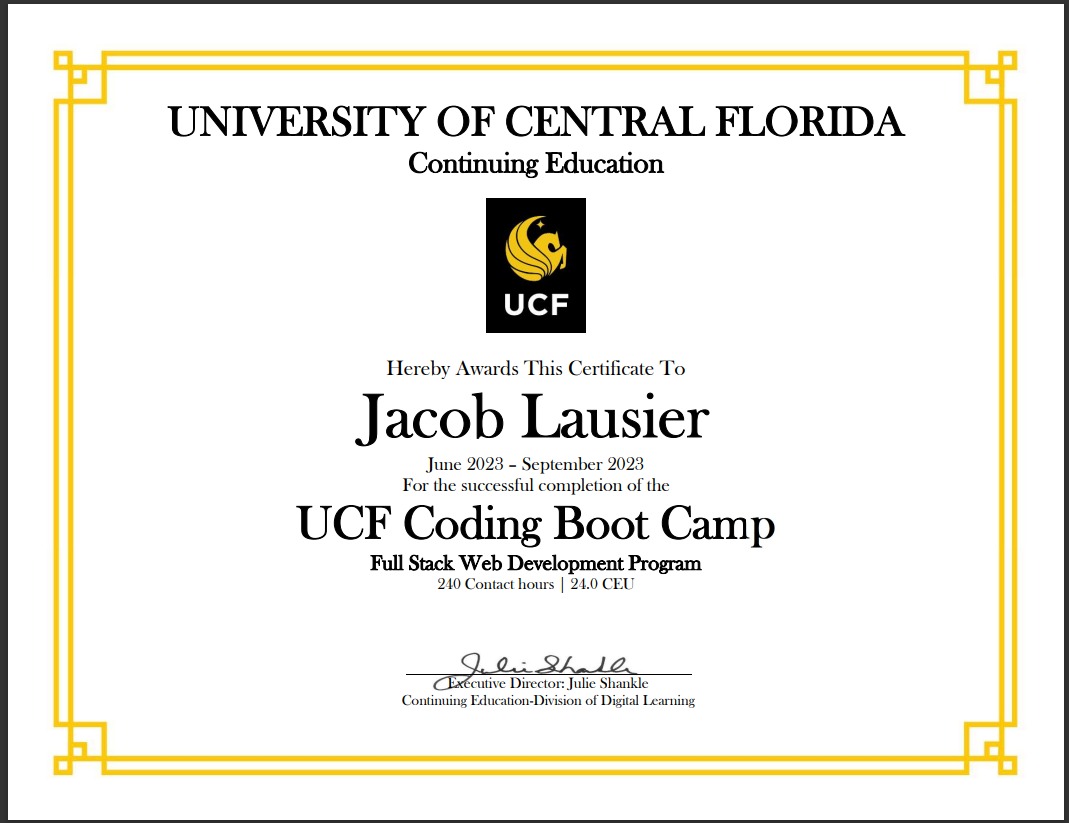 UNIVERSITY OF CENTRAL FLORIDA
Continuing Education
UCF
Hereby Awards This Certificate To
Jacob Lausier
June 2023 – September 2023
For the successful completion of the
UCF Coding Boot Camp
Full Stack Web Development Program
240 Contact hours | 24.0 CEU
Julie Shankle
Executive Director: Julie Shankle
Continuing Education-Division of Digital Learning